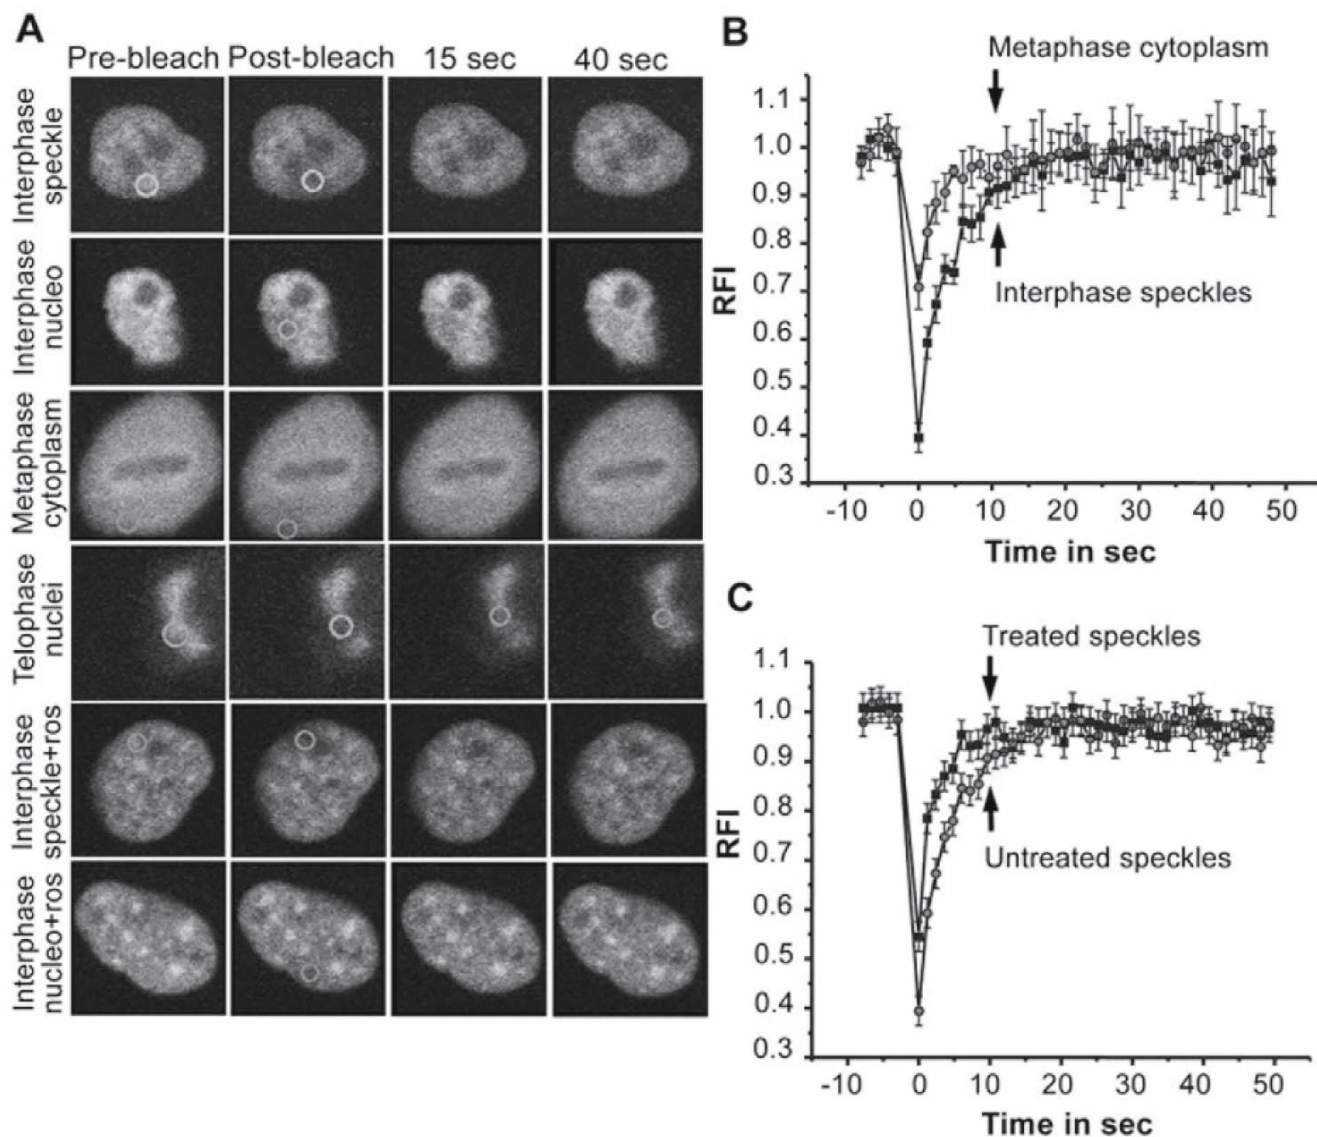 A
Pre-bleach Post-bleach 15 sec 40 sec
Interphase
speckle
Interphase
nucleo
Metaphase
cytoplasm
Telophase
nuclei
Interphase
speckle+ros
Interphase
nucleo+ros
B
Metaphase cytoplasm
1.1
1.0
0.9
0.8
0.7
0.6
0.5
0.4
0.3
RFI
Interphase speckles
-10 0 10 20 30 40 50
Time in sec
C
Treated speckles
1.1
1.0
0.9
0.8
0.7
0.6
0.5
0.4
0.3
RFI
Untreated speckles
-10 0 10 20 30 40 50
Time in sec